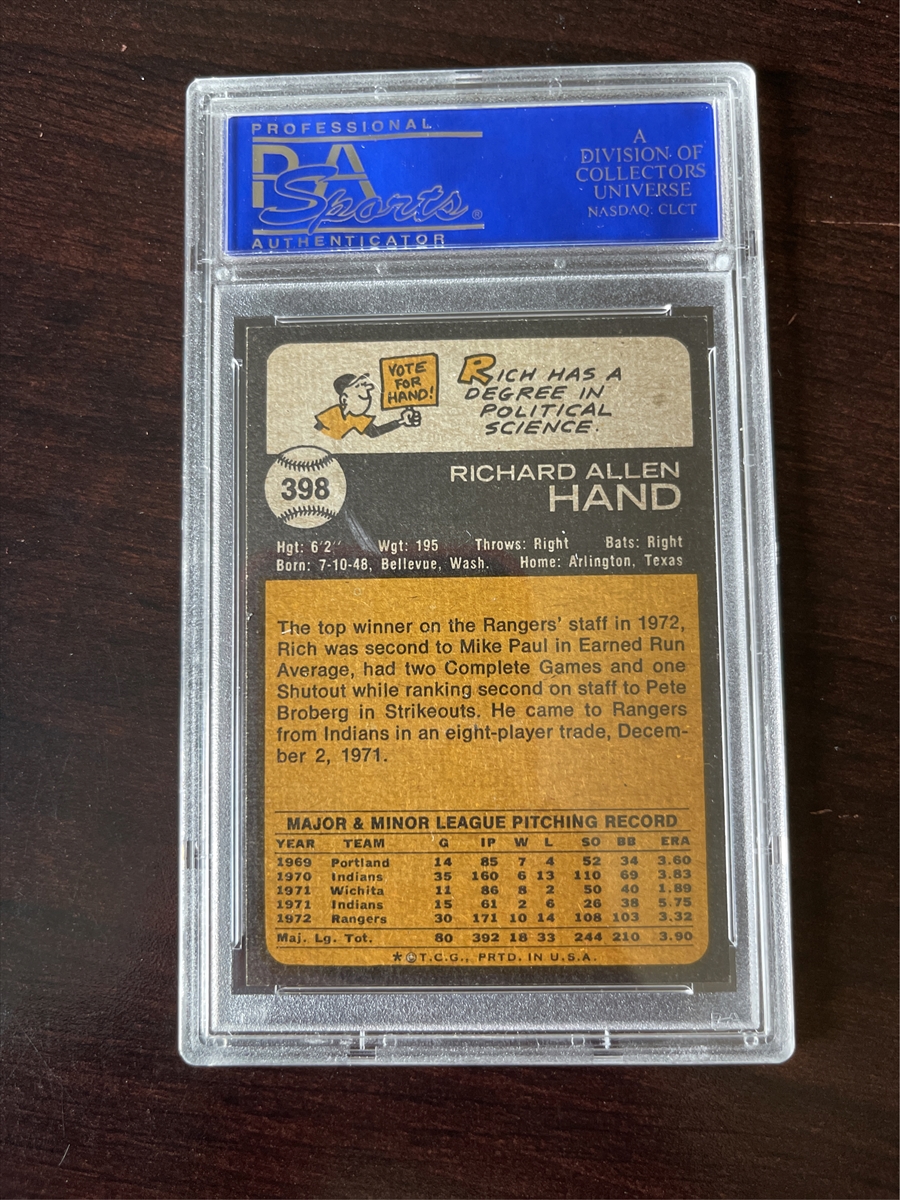 PROFESSIONAL
PSA
Sports®
AUTHENTICATOR
A
DIVISION OF
COLLECTORS
UNIVERSE
NASDAQ: CLCT
VOTE
FOR
HAND!
RICH HAS A
DEGREE IN
POLITICAL
SCIENCE.
398
RICHARD ALLEN
HAND
Hgt: 6'2" Wgt: 195 Throws: Right Bats: Right
Born: 7-10-48, Bellevue, Wash. Home: Arlington, Texas
The top winner on the Rangers' staff in 1972,
Rich was second to Mike Paul in Earned Run
Average, had two Complete Games and one
Shutout while ranking second on staff to Pete
Broberg in Strikeouts. He came to Rangers
from Indians in an eight-player trade, Decem-
ber 2, 1971.
MAJOR & MINOR LEAGUE PITCHING RECORD
YEAR TEAM G IP W L SO BB ERA
1969 Portland 14 85 7 4 52 34 3.60
1970 Indians 35 160 6 13 110 69 3.83
1971 Wichita 11 86 8 2 50 40 1.89
1971 Indians 15 61 2 6 26 38 5.75
1972 Rangers 30 171 10 14 108 103 3.32
Maj. Lg. Tot. 80 392 18 33 244 210 3.90
*©T.C.G., PRTD. IN U.S.A.